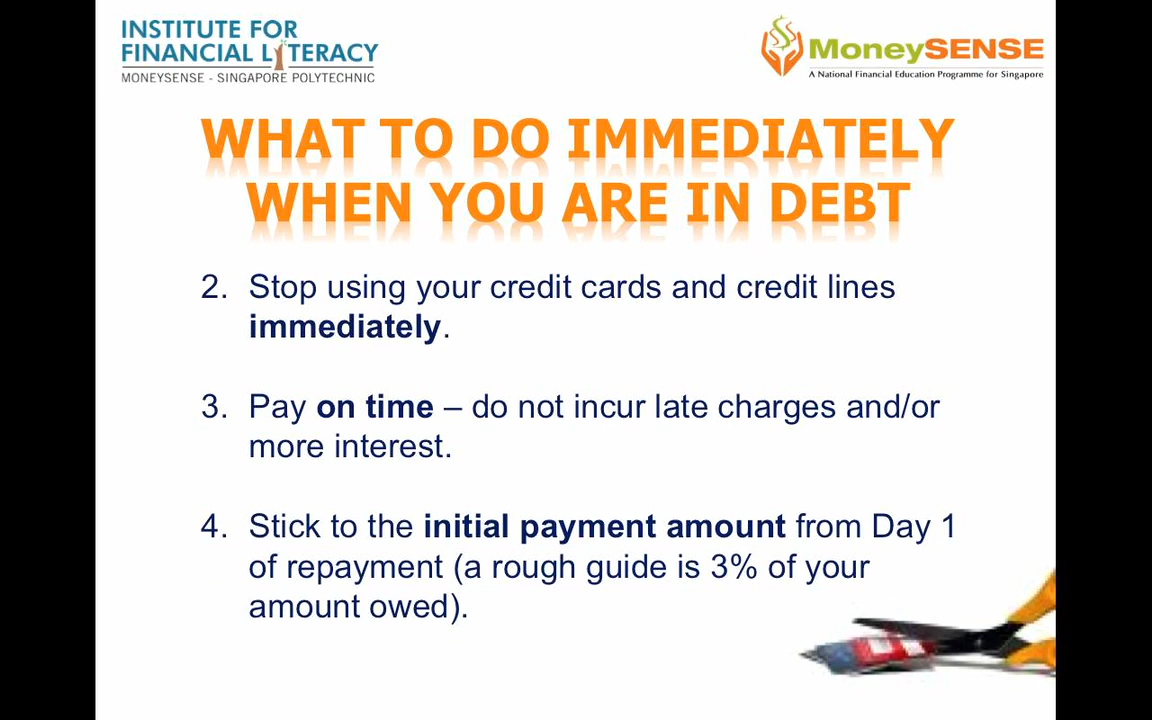 INSTITUTE FOR
FINANCIAL LITERACY
MONEYSENSE - SINGAPORE POLYTECHNIC
MoneySENSE
A National Financial Education Programme for Singapore
WHAT TO DO IMMEDIATELY
WHEN YOU ARE IN DEBT
2. Stop using your credit cards and credit lines
immediately.
3. Pay on time – do not incur late charges and/or
more interest.
4. Stick to the initial payment amount from Day 1
of repayment (a rough guide is 3% of your
amount owed).